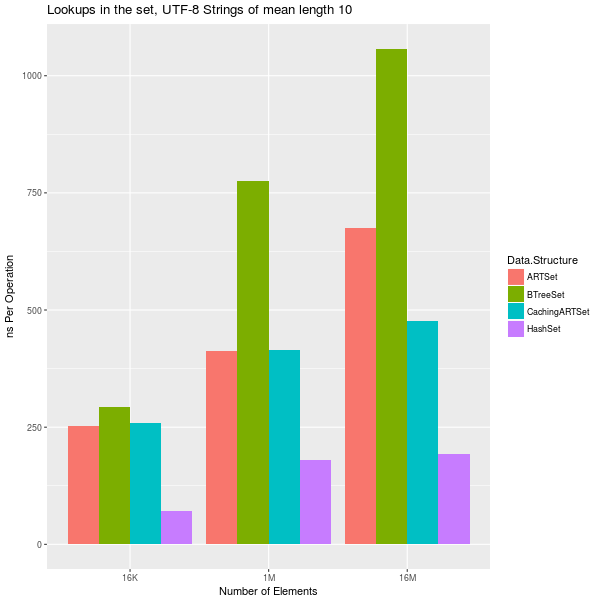 Lookups in the set, UTF-8 Strings of mean length 10
1000
750
500
250
0
ns Per Operation
16K
1M
16M
Number of Elements
Data.Structure
ARTSet
BTreeSet
CachingARTSet
HashSet